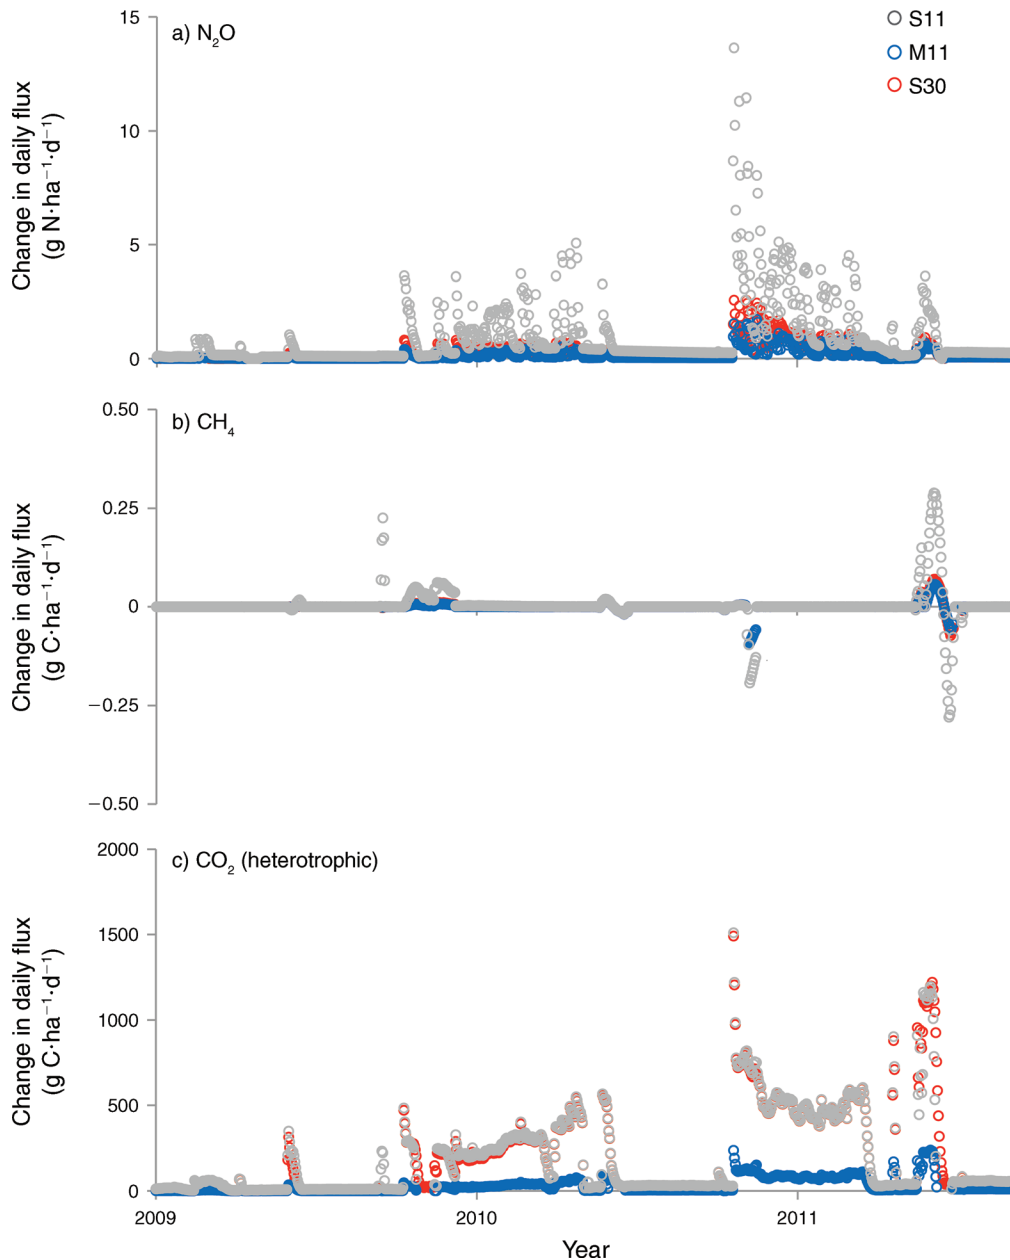 15
a) N₂O
S11
M11
S30
10
5
0
Change in daily flux
(g N·ha⁻¹·d⁻¹)
0.50
b) CH₄
0.25
0
−0.25
−0.50
Change in daily flux
(g C·ha⁻¹·d⁻¹)
2000
c) CO₂ (heterotrophic)
1500
1000
500
0
Change in daily flux
(g C·ha⁻¹·d⁻¹)
2009
2010
2011
Year